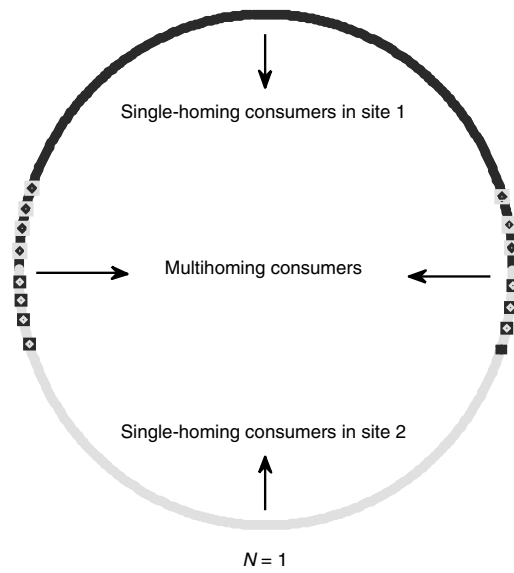 Single-homing consumers in site 1
Multihoming consumers
Single-homing consumers in site 2
N = 1